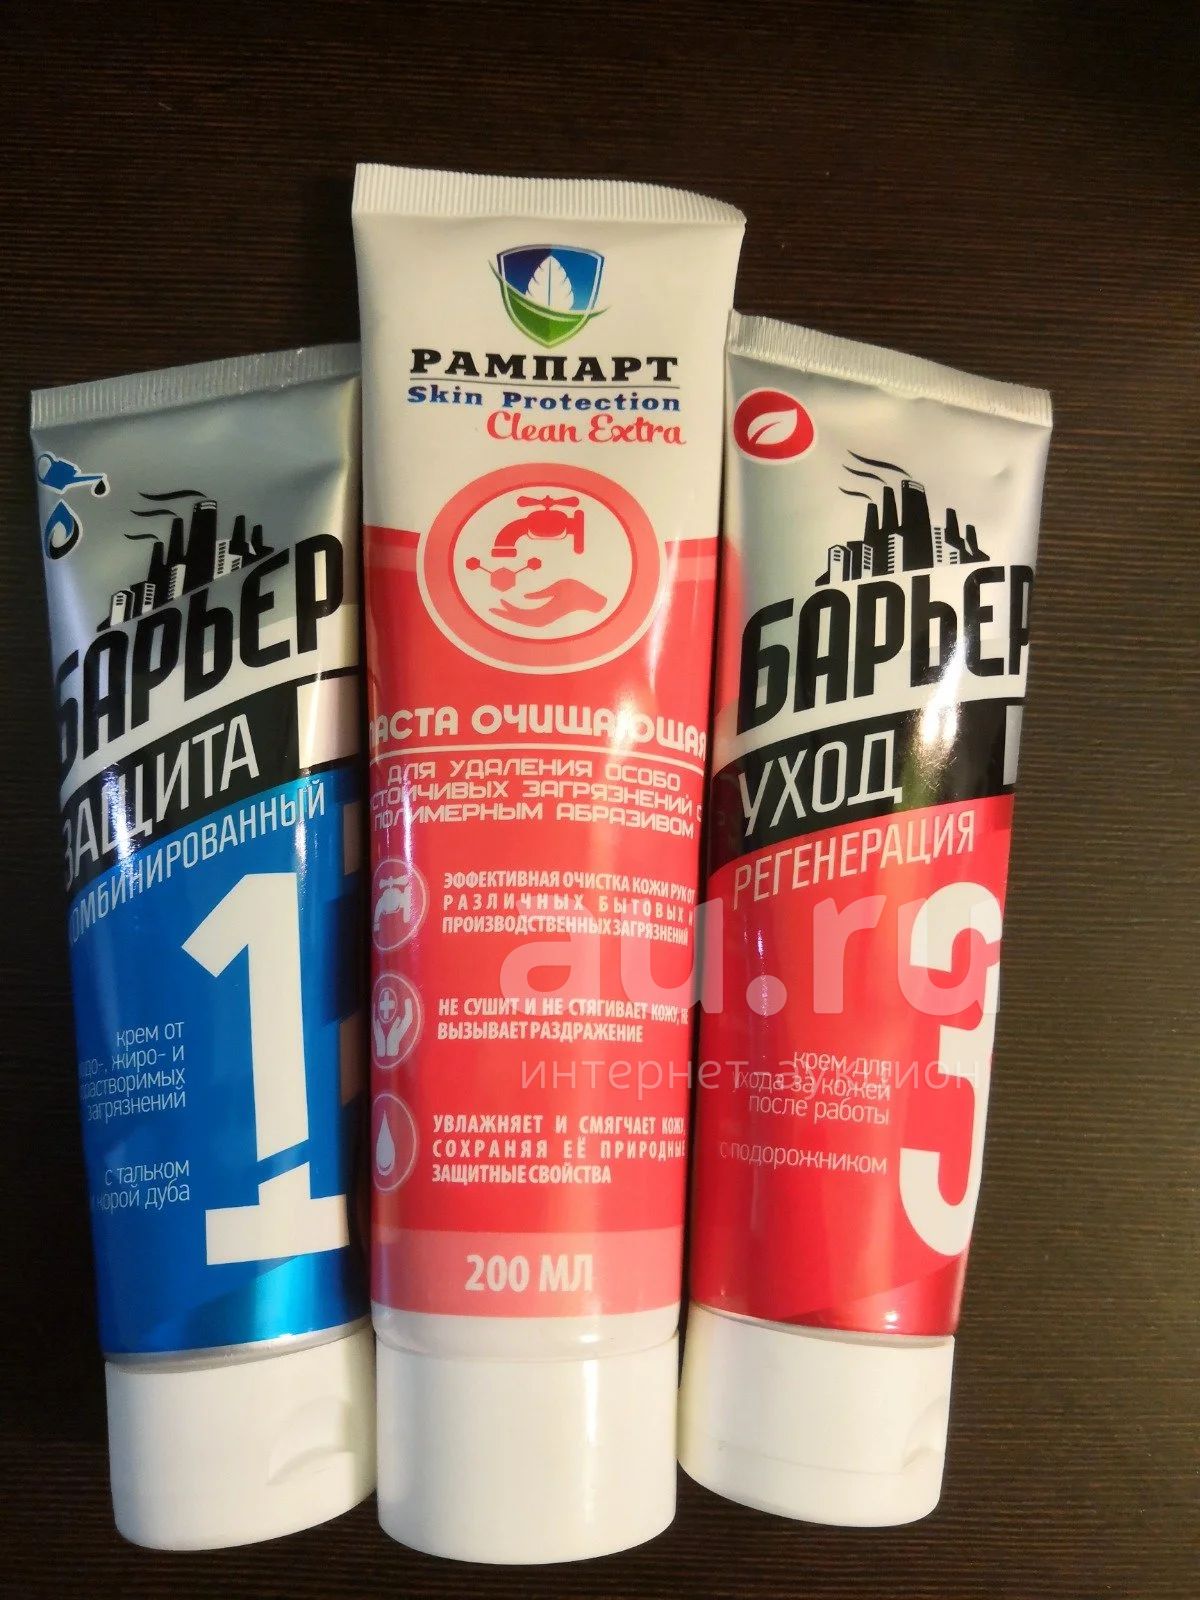 БАРЬЕР
ЗАЩИТА
КОМБИНИРОВАННЫЙ
1
крем от
жиро- и
загрязнений
с тальком
корой дуба
РАМПАРТ
Skin Protection
Clean Extra
ПАСТА ОЧИЩАЮЩАЯ
ДЛЯ УДАЛЕНИЯ ОСОБО
УСТОЙЧИВЫХ ЗАГРЯЗНЕНИЙ С
ПОЛИМЕРНЫМ АБРАЗИВОМ
ЭФФЕКТИВНАЯ ОЧИСТКА КОЖИ РУК ОТ
РАЗЛИЧНЫХ БЫТОВЫХ И
ПРОИЗВОДСТВЕННЫХ ЗАГРЯЗНЕНИЙ
НЕ СУШИТ И НЕ СТЯГИВАЕТ КОЖУ, НЕ
ВЫЗЫВАЕТ РАЗДРАЖЕНИЕ
УВЛАЖНЯЕТ И СМЯГЧАЕТ КОЖУ,
СОХРАНЯЯ ЕЁ ПРИРОДНЫЕ
ЗАЩИТНЫЕ СВОЙСТВА
200 МЛ
БАРЬЕР
УХОД
РЕГЕНЕРАЦИЯ
3
крем для
ухода за кожей
после работы
с подорожником
au.ru
интернет-аукцион